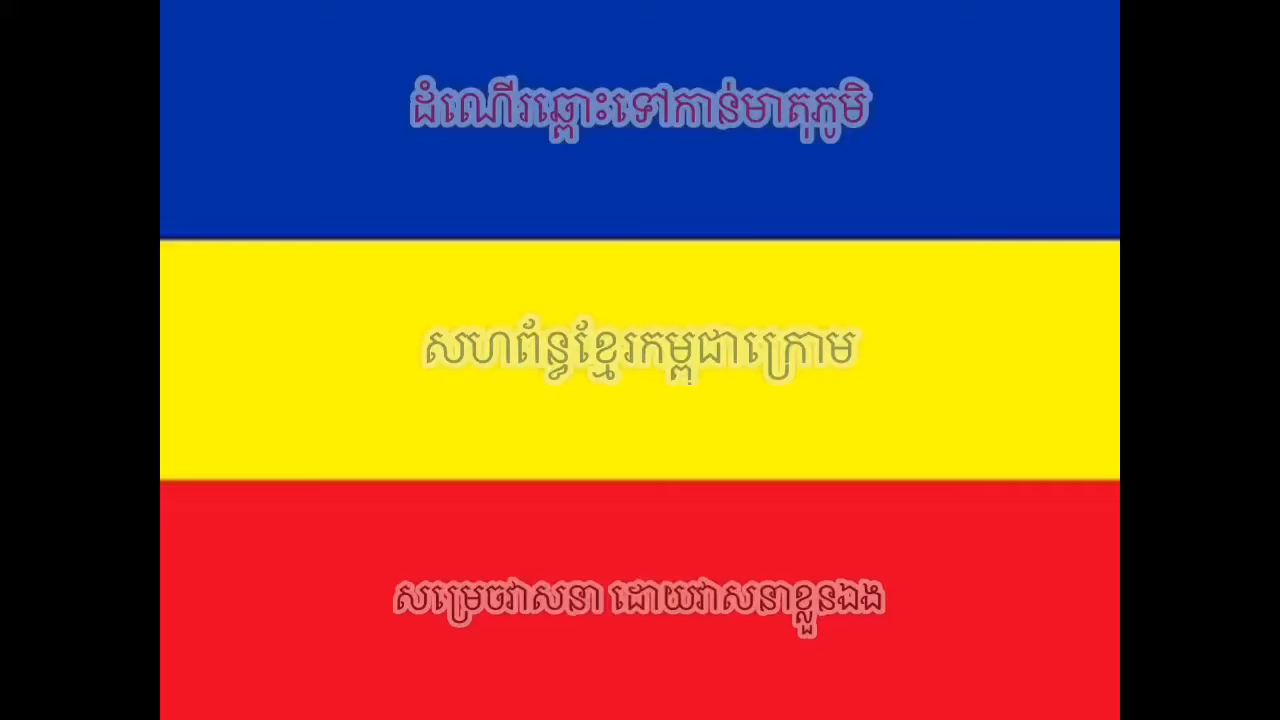 ដំណើរឆ្ពោះទៅកាន់មាតុភូមិ
សហព័ន្ធខ្មែរកម្ពុជាក្រោម
សម្រេចវាសនា ដោយវាសនាខ្លួនឯង